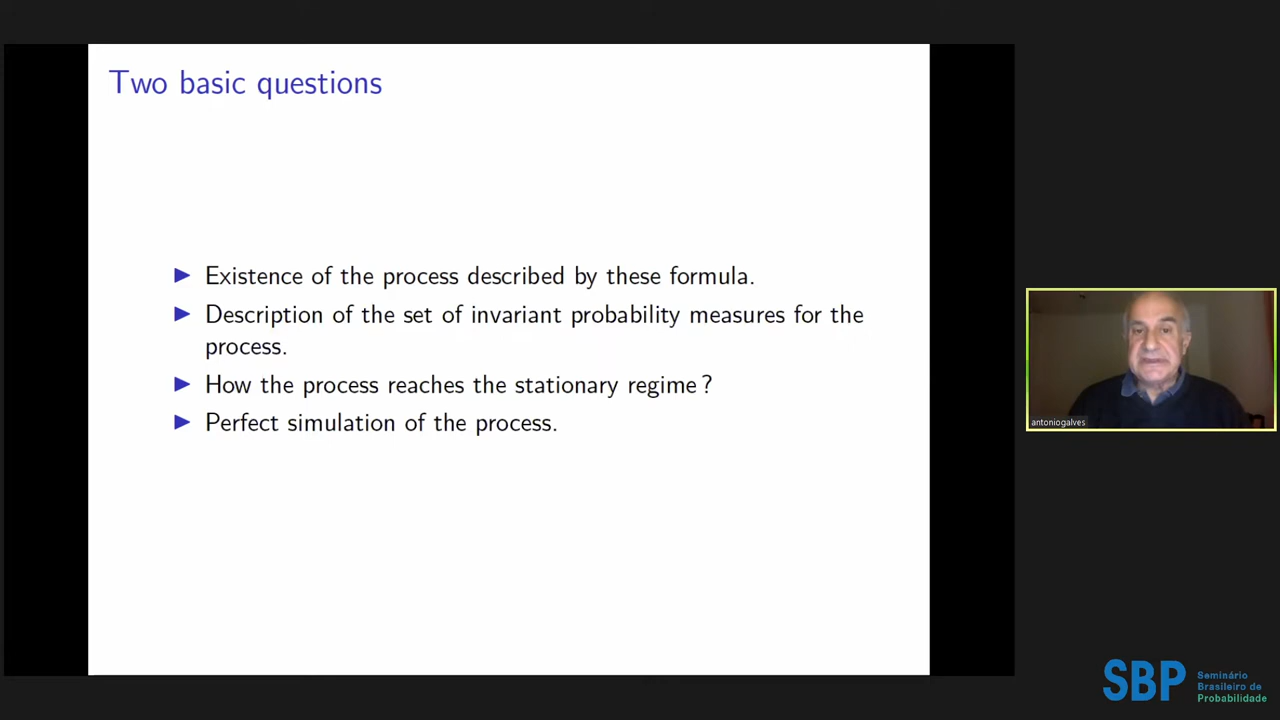 Two basic questions
▶ Existence of the process described by these formula.
▶ Description of the set of invariant probability measures for the
process.
▶ How the process reaches the stationary regime ?
▶ Perfect simulation of the process.
antoniogalves
SBP
Seminário
Brasileiro de
Probabilidade